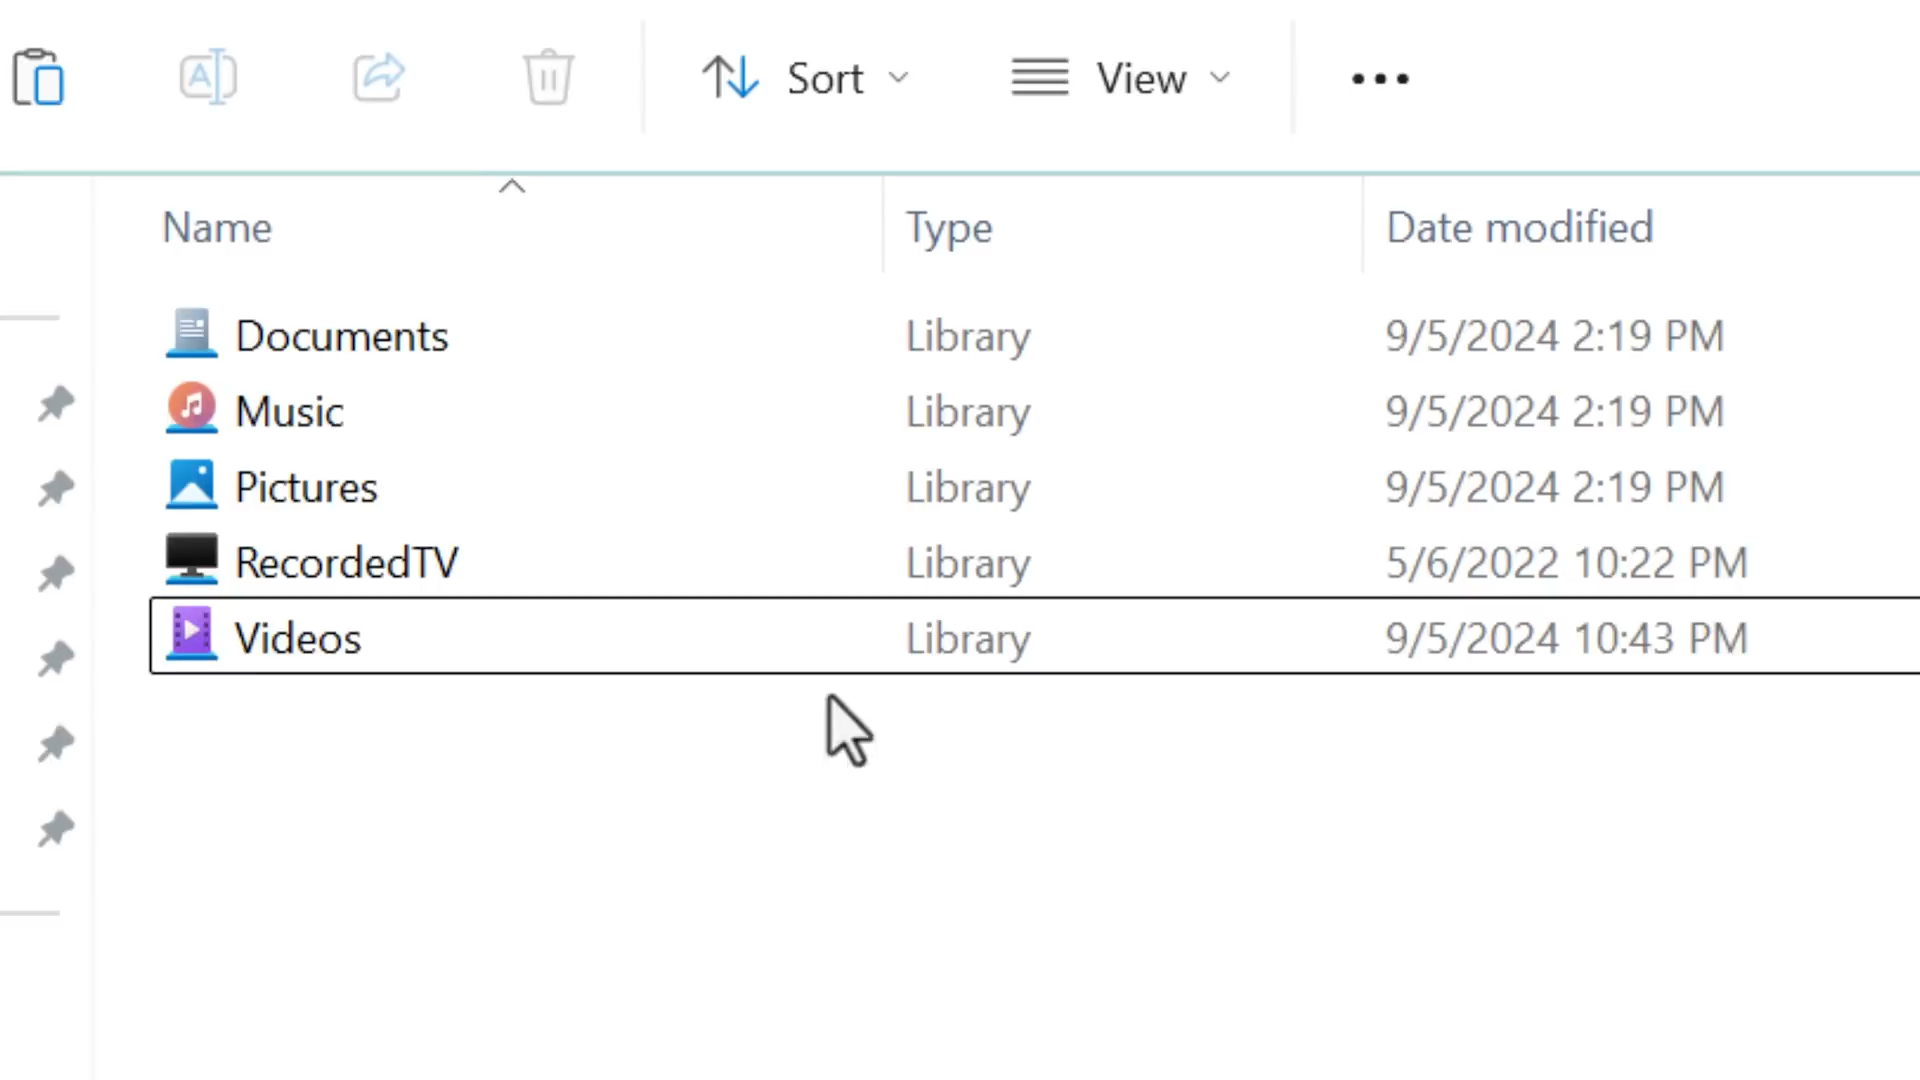 Sort View
Name Type Date modified
Documents Library 9/5/2024 2:19 PM
Music Library 9/5/2024 2:19 PM
Pictures Library 9/5/2024 2:19 PM
RecordedTV Library 5/6/2022 10:22 PM
Videos Library 9/5/2024 10:43 PM